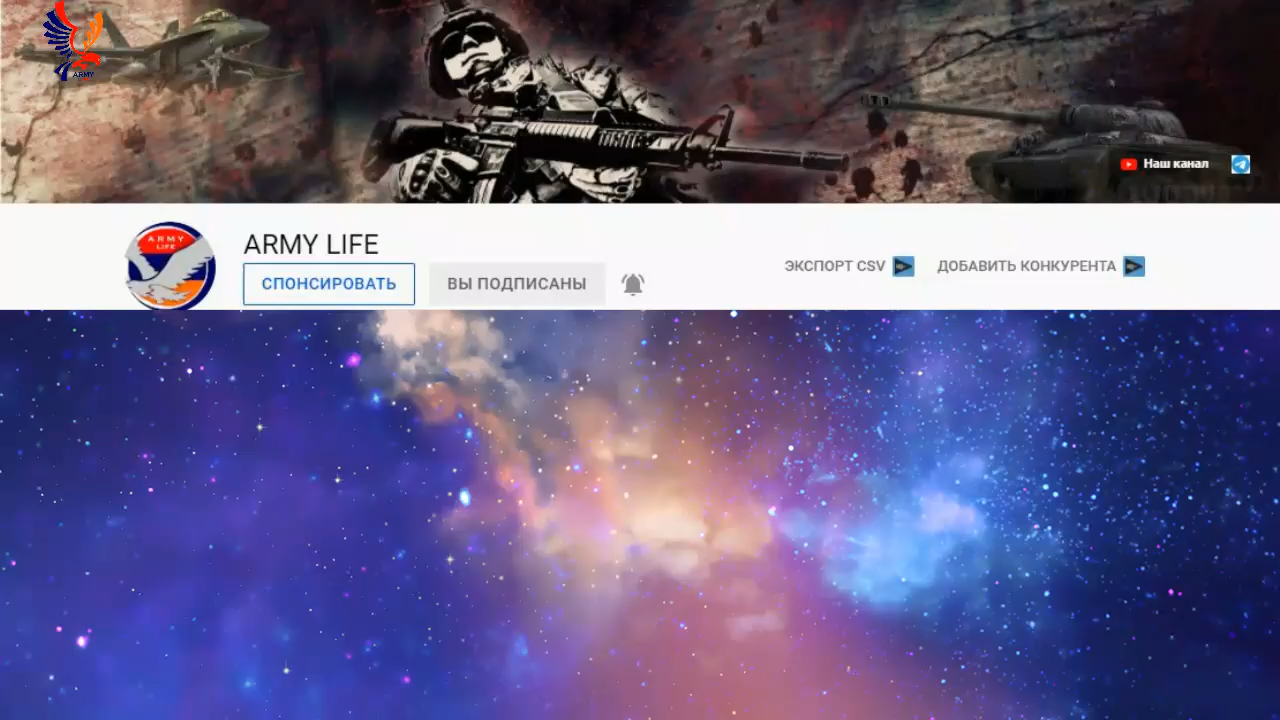 ARMY
Наш канал
ARMY
LIFE
ARMY LIFE
СПОНСИРОВАТЬ
ВЫ ПОДПИСАНЫ
ЭКСПОРТ CSV
ДОБАВИТЬ КОНКУРЕНТА